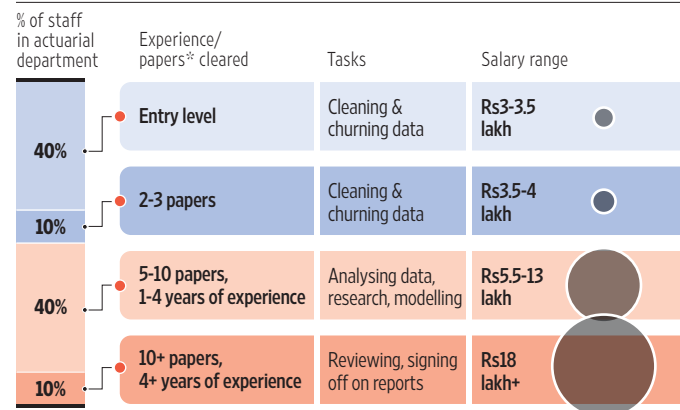 % of staff
in actuarial
department
Experience/
papers* cleared
Tasks
Salary range
40%
Entry level
Cleaning &
churning data
Rs3-3.5
lakh
10%
2-3 papers
Cleaning &
churning data
Rs3.5-4
lakh
40%
5-10 papers,
1-4 years of experience
Analysing data,
research, modelling
Rs5.5-13
lakh
10%
10+ papers,
4+ years of experience
Reviewing, signing
off on reports
Rs18
lakh+